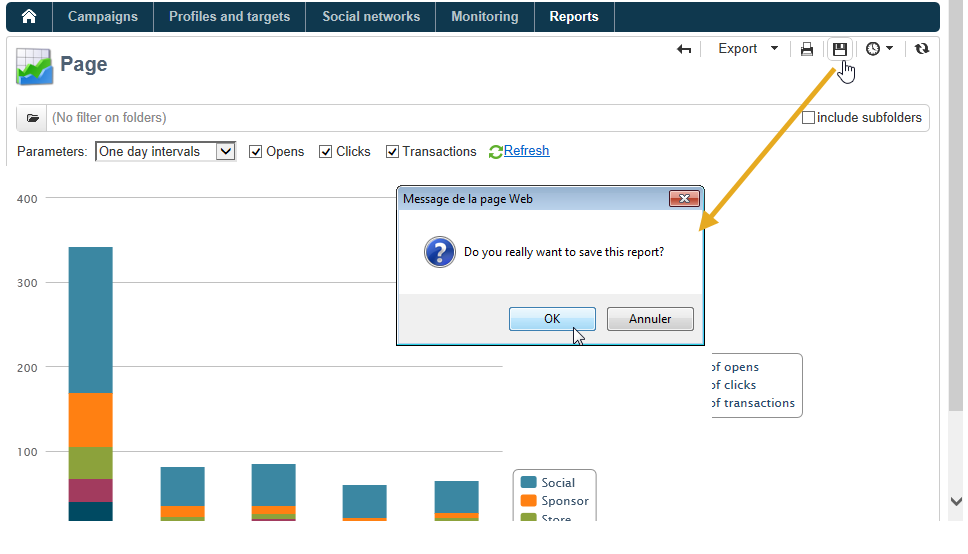 Campaigns Profiles and targets Social networks Monitoring Reports
Page
Export
(No filter on folders) include subfolders
Parameters: One day intervals Opens Clicks Transactions Refresh
400
Message de la page Web
Do you really want to save this report?
300
OK Annuler
of opens
200
of clicks
of transactions
100
Social
Sponsor
Store